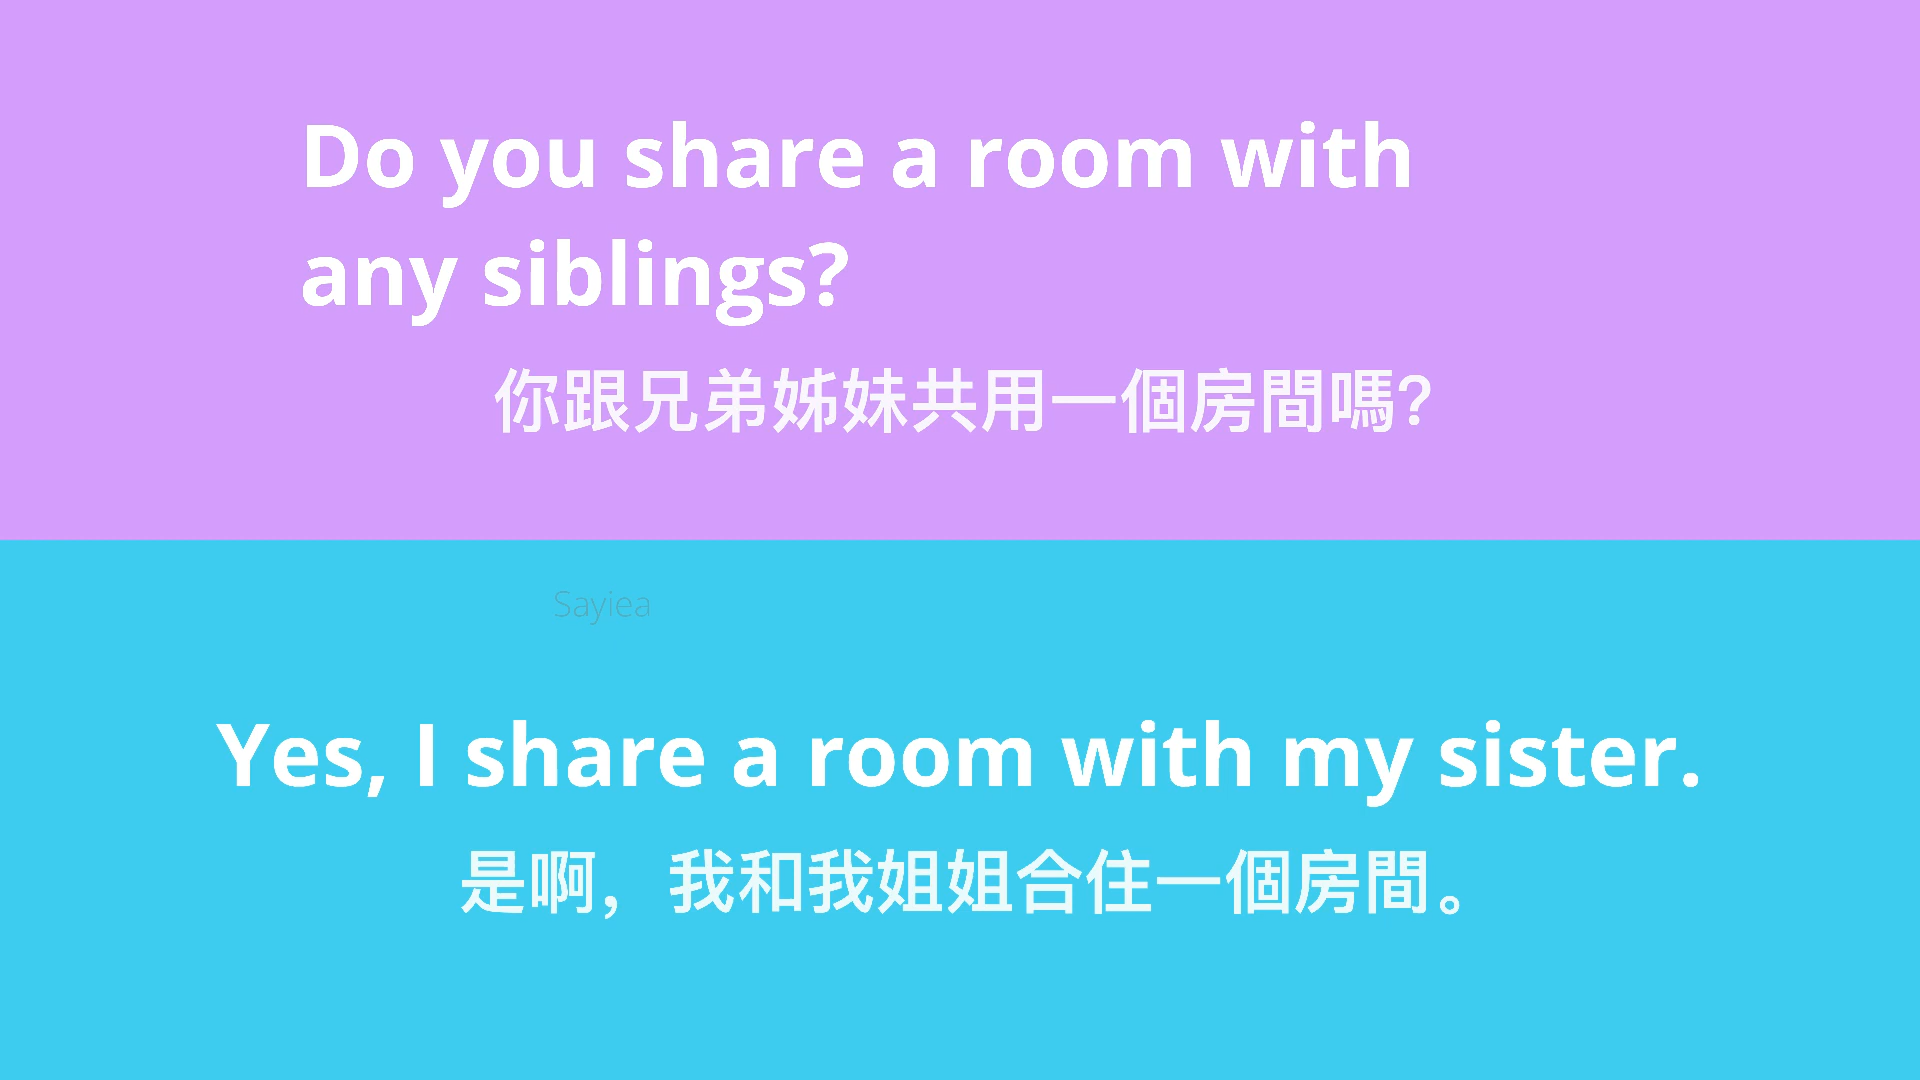 Do you share a room with
any siblings?
你跟兄弟姊妹共用一個房間嗎?
Sayiea
Yes, I share a room with my sister.
是啊，我和我姐姐合住一個房間。